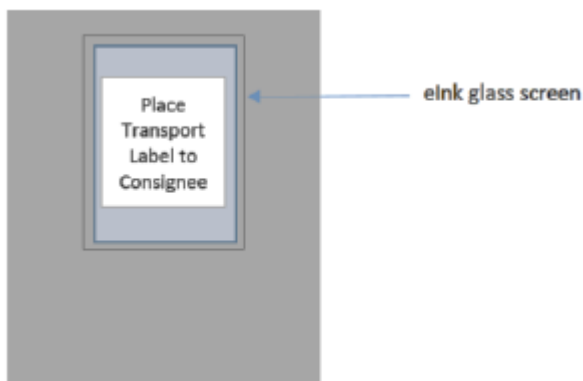 Place
Transport
Label to
Consignee
eInk glass screen